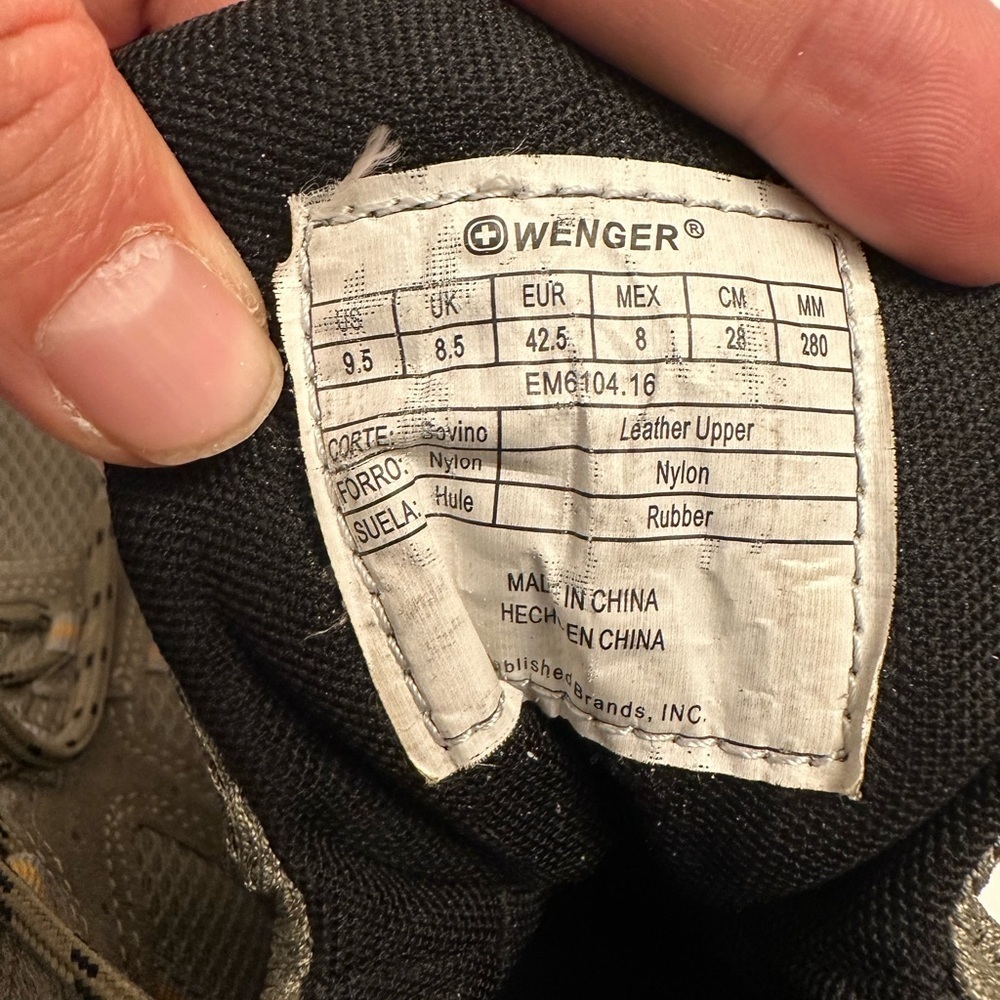 WENGER®
US UK EUR MEX CM MM
9.5 8.5 42.5 8 28 280
EM6104.16
CORTE: Bovino Leather Upper
FORRO: Nylon Nylon
SUELA: Hule Rubber
MADE IN CHINA
HECHO EN CHINA
Brands, INC.